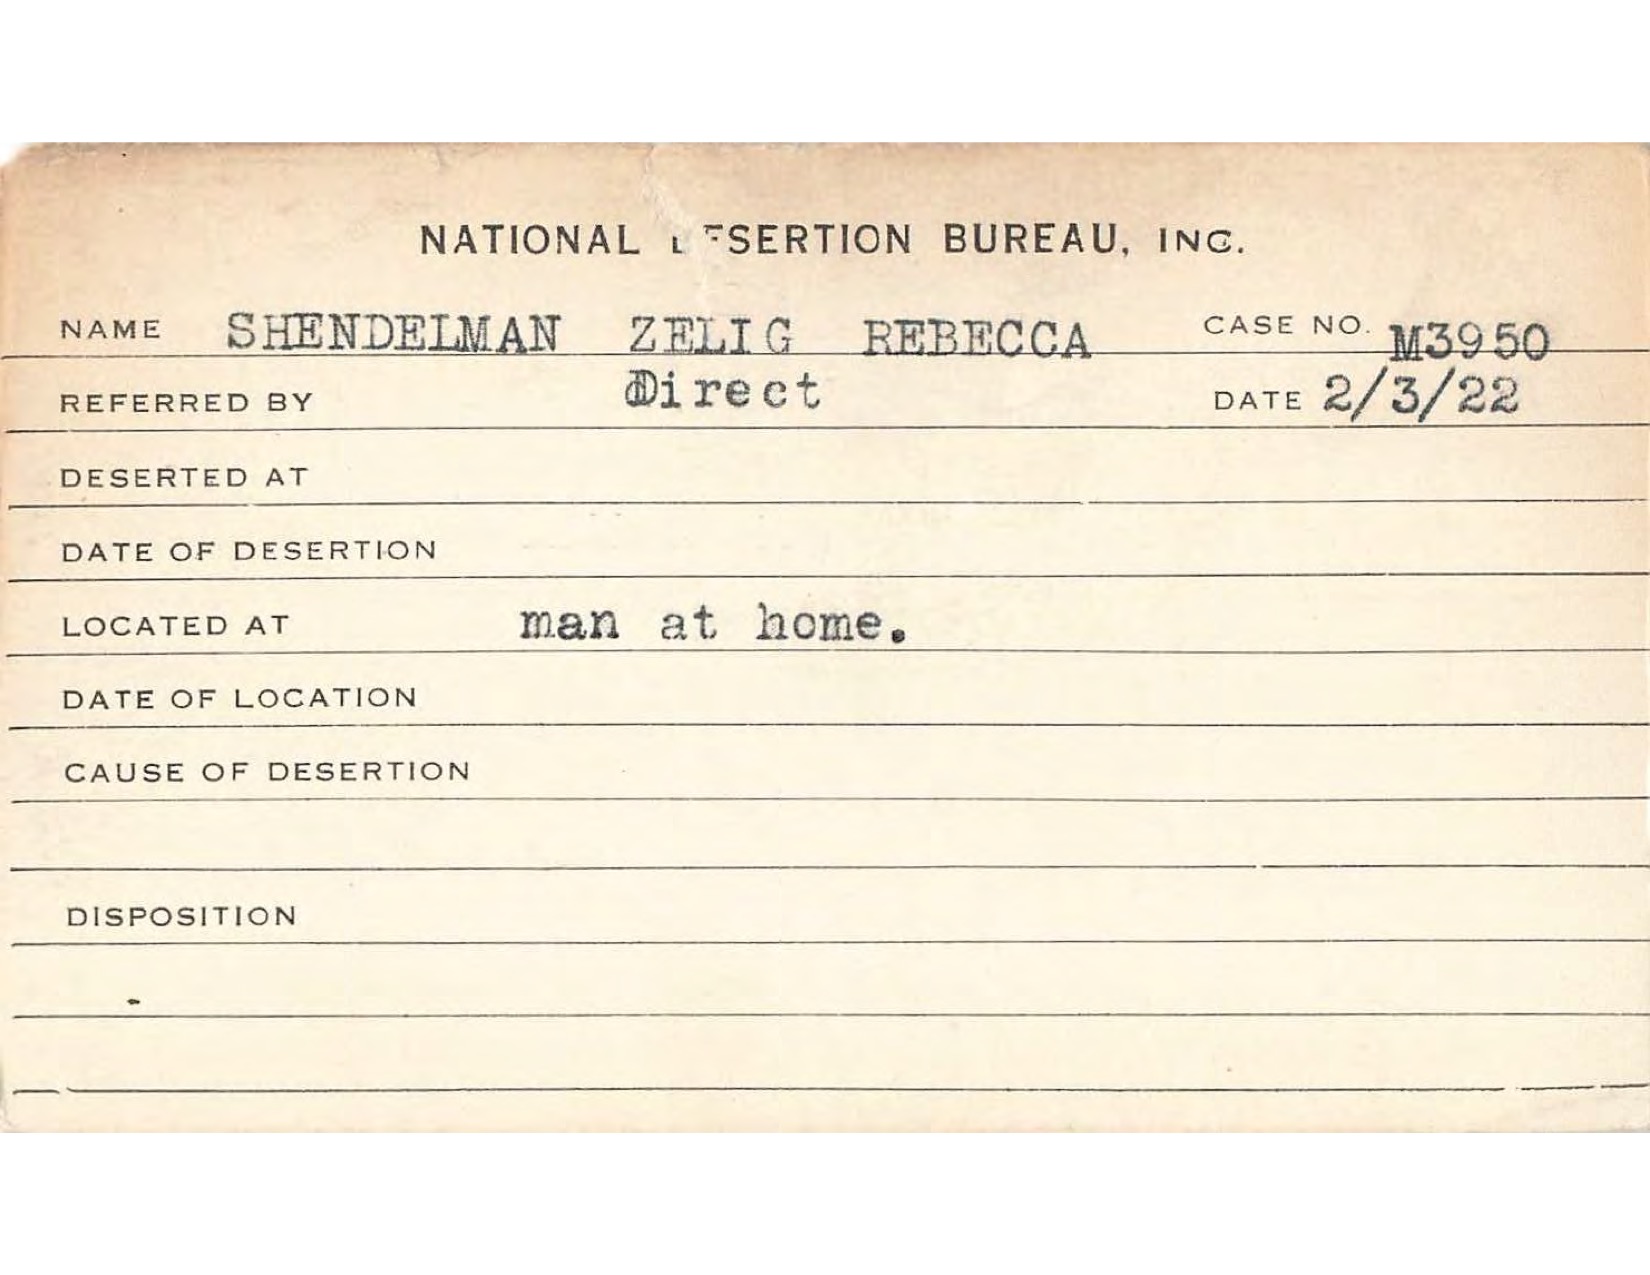 NATIONAL DESERTION BUREAU, INC.
NAME SHENDELMAN ZELIG REBECCA CASE NO. M3950
REFERRED BY Direct DATE 2/3/22
DESERTED AT
DATE OF DESERTION
LOCATED AT man at home.
DATE OF LOCATION
CAUSE OF DESERTION
DISPOSITION